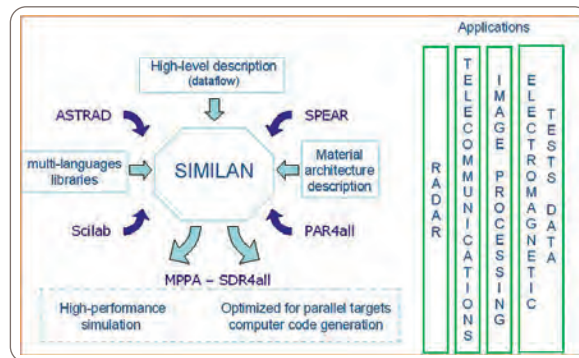 Applications
High-level description
(dataflow)
ASTRAD
SPEAR
multi-languages
libraries
SIMILAN
Material
architecture
description
Scilab
PAR4all
MPPA – SDR4all
High-performance
simulation
Optimized for parallel targets
computer code generation
RADAR
TELECOMMUNICATIONS
IMAGE PROCESSING
ELECTROMAGNETIC
TESTS DATA